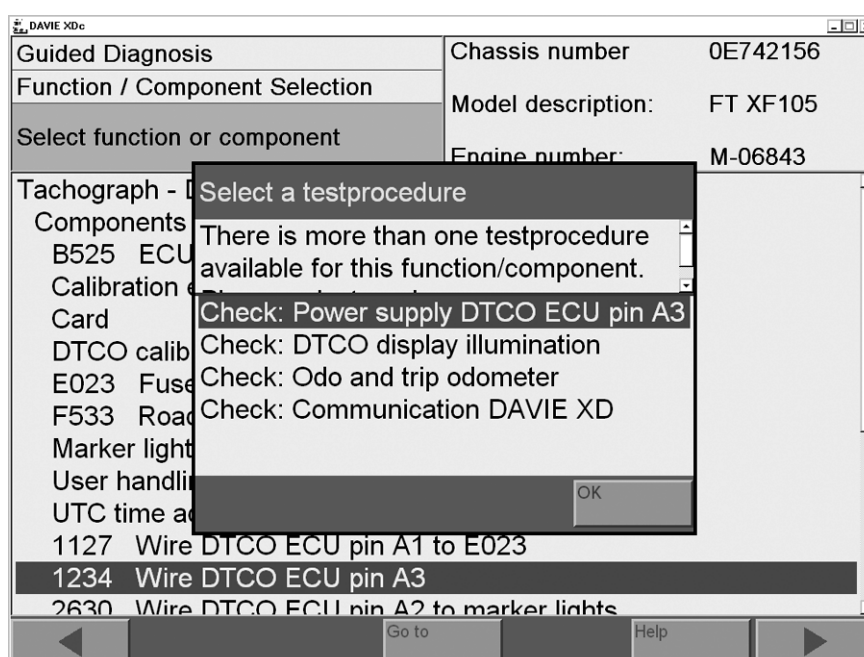 DAVIE XDc
Guided Diagnosis
Function / Component Selection
Select function or component
Chassis number 0E742156
Model description: FT XF105
Engine number: M-06843
Tachograph - D
Components
B525 ECU
Calibration e
Card
DTCO calib
E023 Fuse
F533 Road
Marker light
User handli
UTC time a
1127 Wire DTCO ECU pin A1 to E023
1234 Wire DTCO ECU pin A3
2630 Wire DTCO ECU pin A2 to marker lights
Select a testprocedure
There is more than one testprocedure
available for this function/component.
Check: Power supply DTCO ECU pin A3
Check: DTCO display illumination
Check: Odo and trip odometer
Check: Communication DAVIE XD
OK
Go to
Help